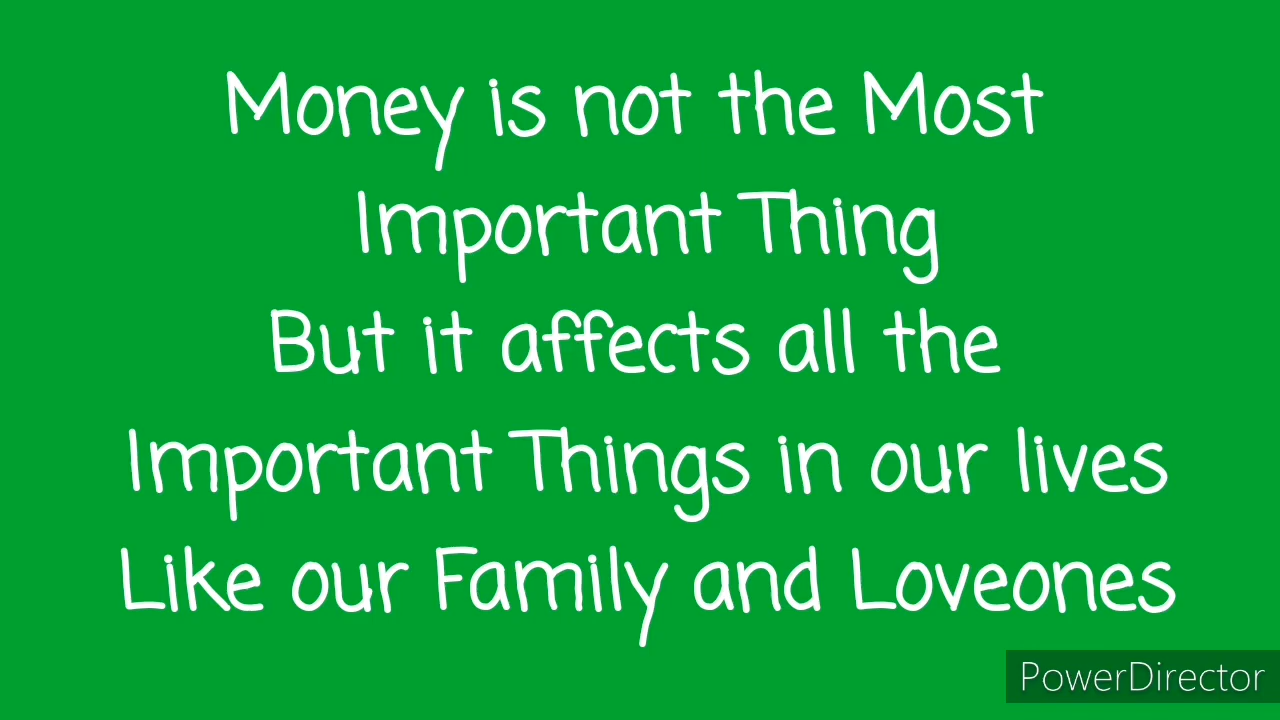 Money is not the Most
Important Thing
But it affects all the
Important Things in our lives
Like our Family and Loveones
PowerDirector